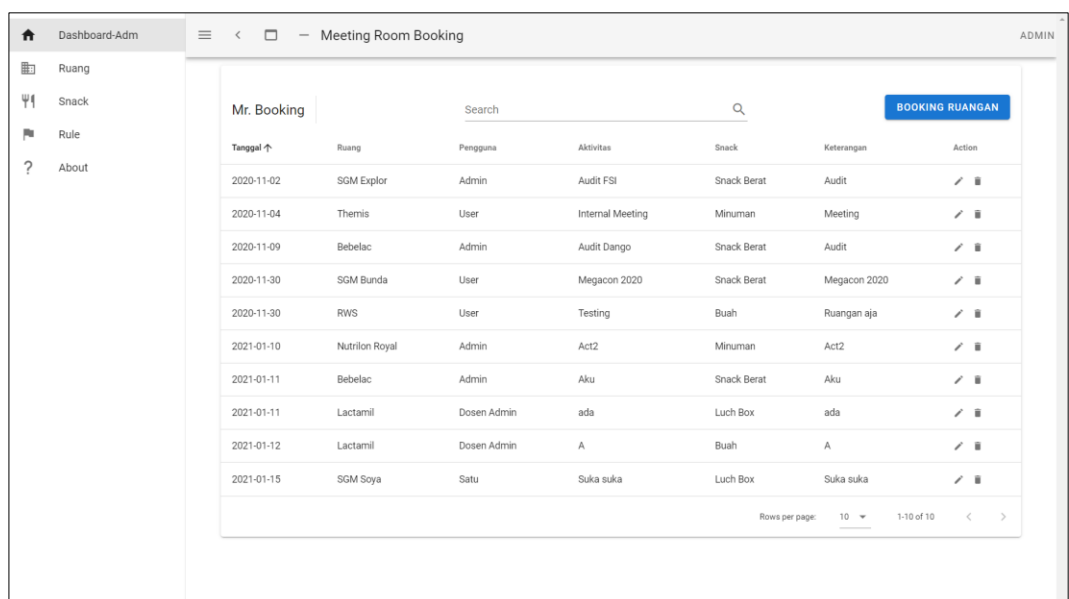 Dashboard-Adm
Ruang
Snack
Rule
? About
Meeting Room Booking
ADMIN
Mr. Booking Search BOOKING RUANGAN
Tanggal Ruang Pengguna Aktivitas Snack Keterangan Action
2020-11-02 SGM Explor Admin Audit FSI Snack Berat Audit
2020-11-04 Themis User Internal Meeting Minuman Meeting
2020-11-09 Bebelac Admin Audit Dango Snack Berat Audit
2020-11-30 SGM Bunda User Megacon 2020 Snack Berat Megacon 2020
2020-11-30 RWS User Testing Buah Ruangan aja
2021-01-10 Nutrilon Royal Admin Act2 Minuman Act2
2021-01-11 Bebelac Admin Aku Snack Berat Aku
2021-01-11 Lactamil Dosen Admin ada Luch Box ada
2021-01-12 Lactamil Dosen Admin A Buah A
2021-01-15 SGM Soya Satu Suka suka Luch Box Suka suka
Rows per page: 10 1-10 of 10